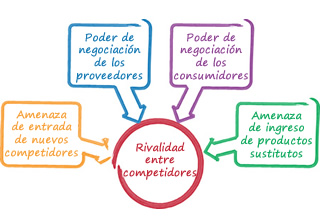 Poder de
negociación
de los
proveedores
Poder de
negociación
de los
consumidores
Amenaza
de entrada
de nuevos
competidores
Amenaza
de ingreso
de productos
sustitutos
Rivalidad
entre
competidores